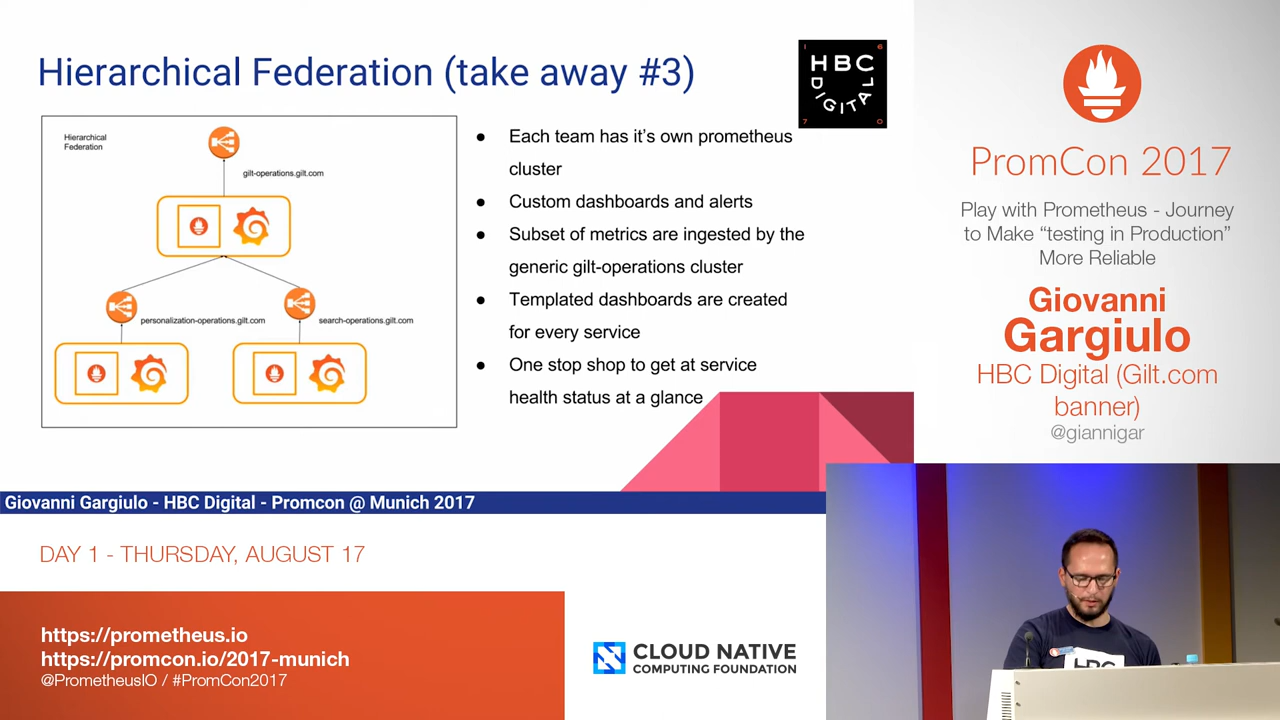 Hierarchical Federation (take away #3)
1 6
HBC
DIGITAL
7 0
Hierarchical
Federation
gilt-operations.gilt.com
personalization-operations.gilt.com
search-operations.gilt.com
● Each team has it's own prometheus
cluster
● Custom dashboards and alerts
● Subset of metrics are ingested by the
generic gilt-operations cluster
● Templated dashboards are created
for every service
● One stop shop to get at service
health status at a glance
Giovanni Gargiulo - HBC Digital - Promcon @ Munich 2017
DAY 1 - THURSDAY, AUGUST 17
https://prometheus.io
https://promcon.io/2017-munich
@PrometheusIO / #PromCon2017
CLOUD NATIVE
COMPUTING FOUNDATION
PromCon 2017
Play with Prometheus - Journey
to Make “testing in Production”
More Reliable
Giovanni
Gargiulo
HBC Digital (Gilt.com
banner)
@giannigar
HBC